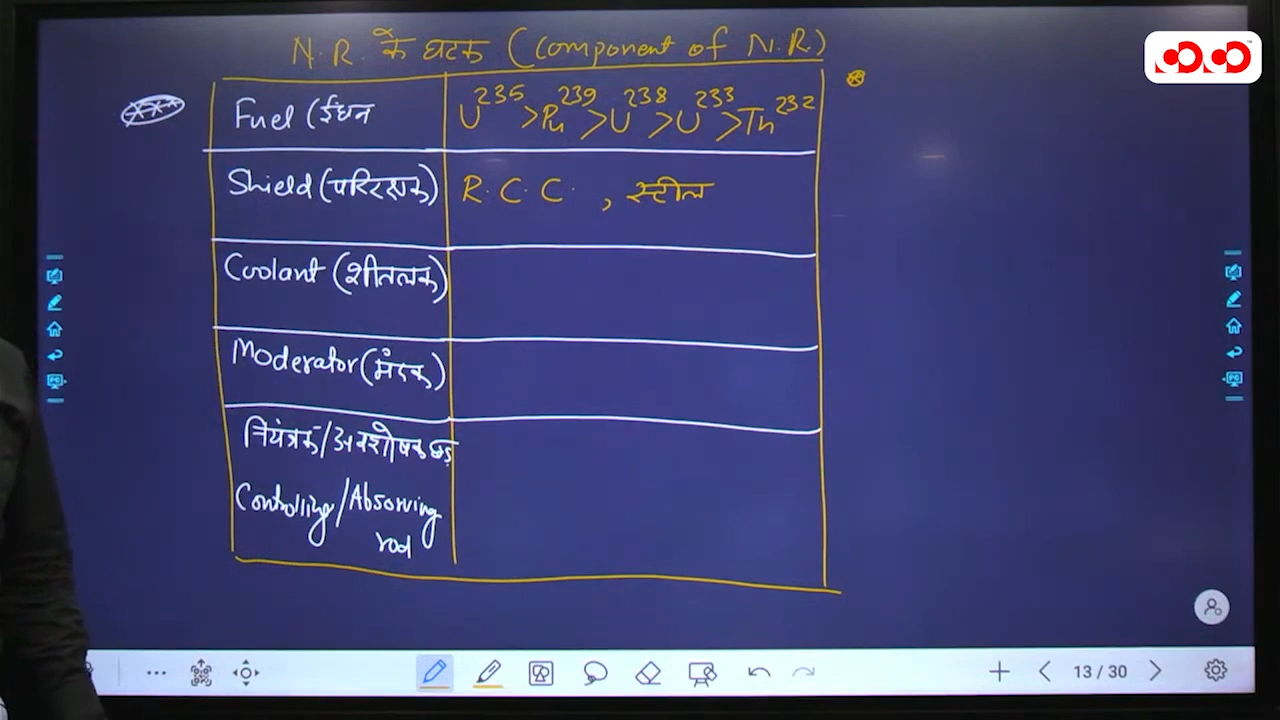 N.R. के घटक (Component of N.R.)
Fuel (ईंधन
U²³⁵ > Pu²³⁹ > U²³⁸ > U²³³ > Th²³²
Shield (परिरक्षक)
R.C.C. , स्टील
Coolant (शीतलक)
Moderator (मंदक)
नियंत्रक/अवशोषक छड़
Controlling/Absorving
rod
13 / 30